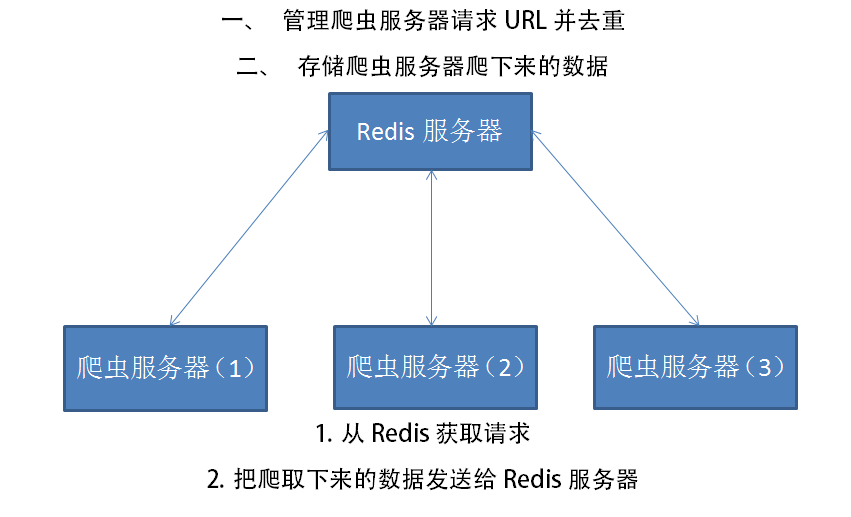 一、 管理爬虫服务器请求 URL 并去重
二、 存储爬虫服务器爬下来的数据
Redis 服务器
爬虫服务器（1） 爬虫服务器（2） 爬虫服务器（3）
1. 从 Redis 获取请求
2. 把爬取下来的数据发送给 Redis 服务器